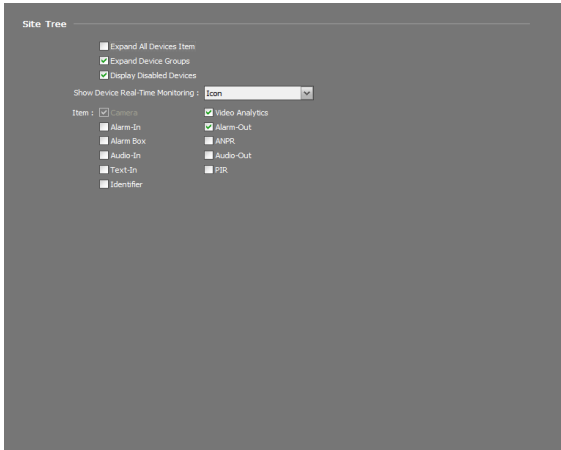 Site Tree
Expand All Devices Item
Expand Device Groups
Display Disabled Devices
Show Device Real-Time Monitoring : Icon
Item : Camera Video Analytics
Alarm-In Alarm-Out
Alarm Box ANPR
Audio-In Audio-Out
Text-In PIR
Identifier